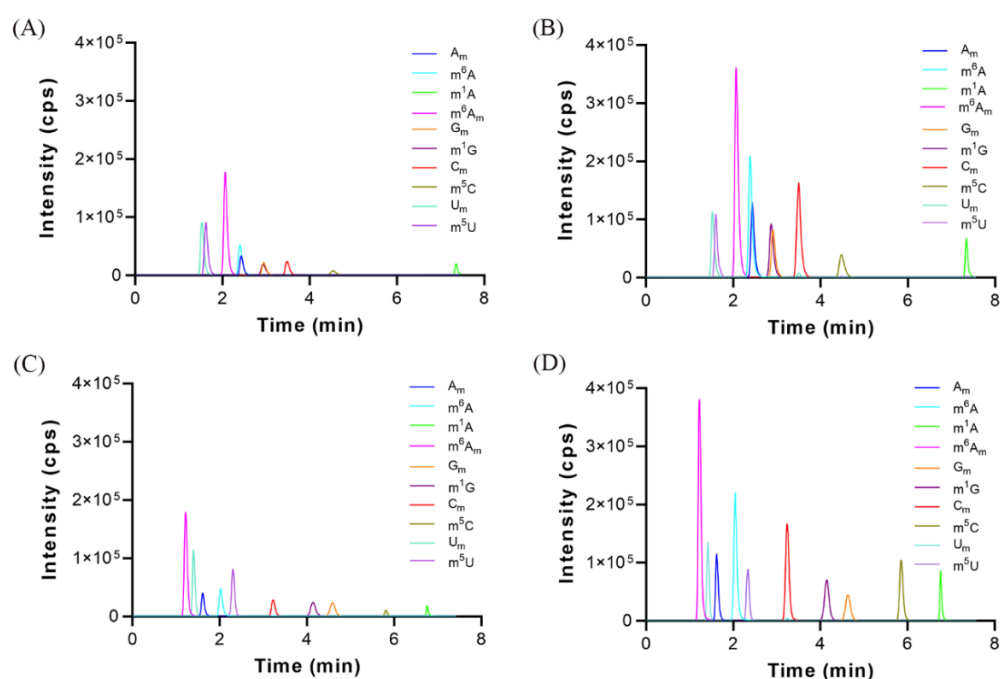 (A)
Intensity (cps)
4×10⁵
3×10⁵
2×10⁵
1×10⁵
0
0 2 4 6 8
Time (min)
Aₘ
m⁶A
m¹A
m⁶Aₘ
Gₘ
m¹G
Cₘ
m⁵C
Uₘ
m⁵U
(B)
Intensity (cps)
4×10⁵
3×10⁵
2×10⁵
1×10⁵
0
0 2 4 6 8
Time (min)
Aₘ
m⁶A
m¹A
m⁶Aₘ
Gₘ
m¹G
Cₘ
m⁵C
Uₘ
m⁵U
(C)
Intensity (cps)
4×10⁵
3×10⁵
2×10⁵
1×10⁵
0
0 2 4 6 8
Time (min)
Aₘ
m⁶A
m¹A
m⁶Aₘ
Gₘ
m¹G
Cₘ
m⁵C
Uₘ
m⁵U
(D)
Intensity (cps)
4×10⁵
3×10⁵
2×10⁵
1×10⁵
0
0 2 4 6 8
Time (min)
Aₘ
m⁶A
m¹A
m⁶Aₘ
Gₘ
m¹G
Cₘ
m⁵C
Uₘ
m⁵U